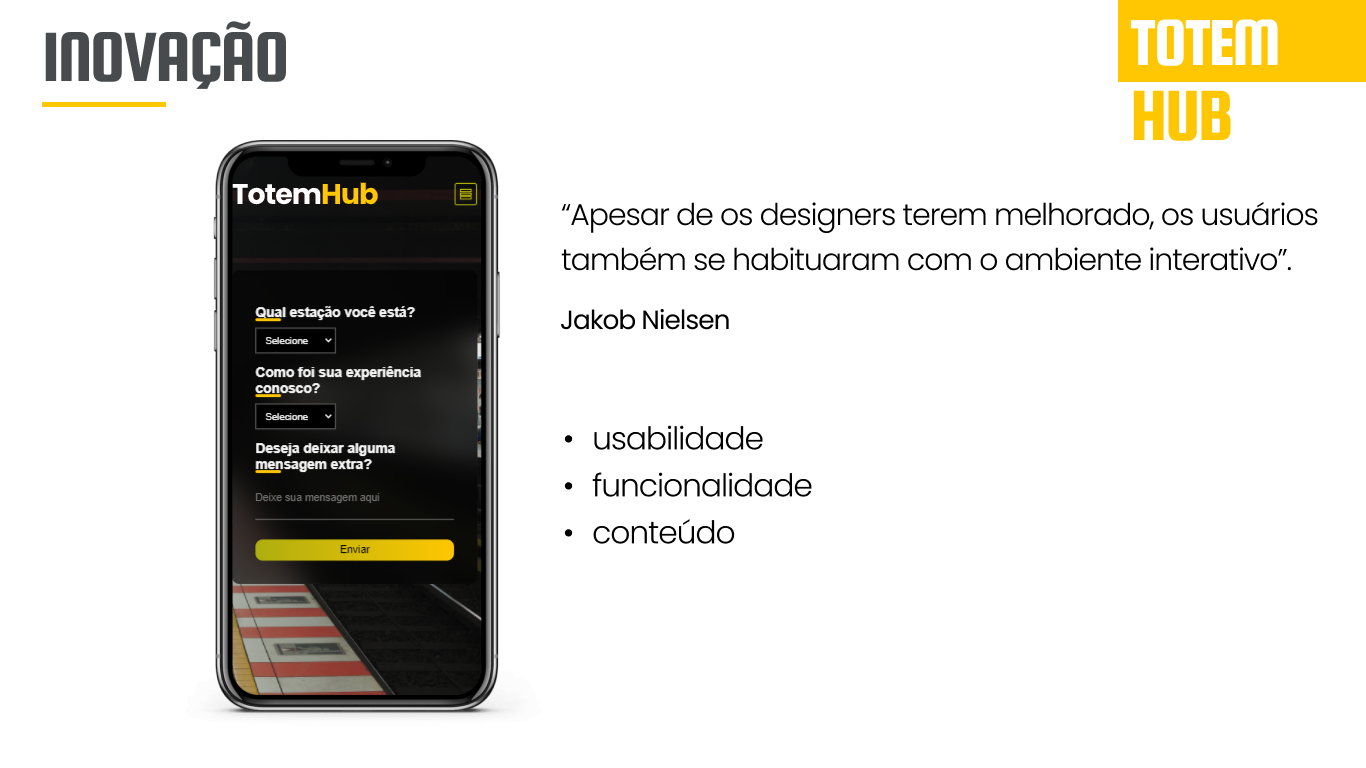 INOVAÇÃO
TOTEM
HUB
TotemHub
Qual estação você está?
Selecione
Como foi sua experiência
conosco?
Selecione
Deseja deixar alguma
mensagem extra?
Deixe sua mensagem aqui
Enviar
“Apesar de os designers terem melhorado, os usuários
também se habituaram com o ambiente interativo”.
Jakob Nielsen
• usabilidade
• funcionalidade
• conteúdo